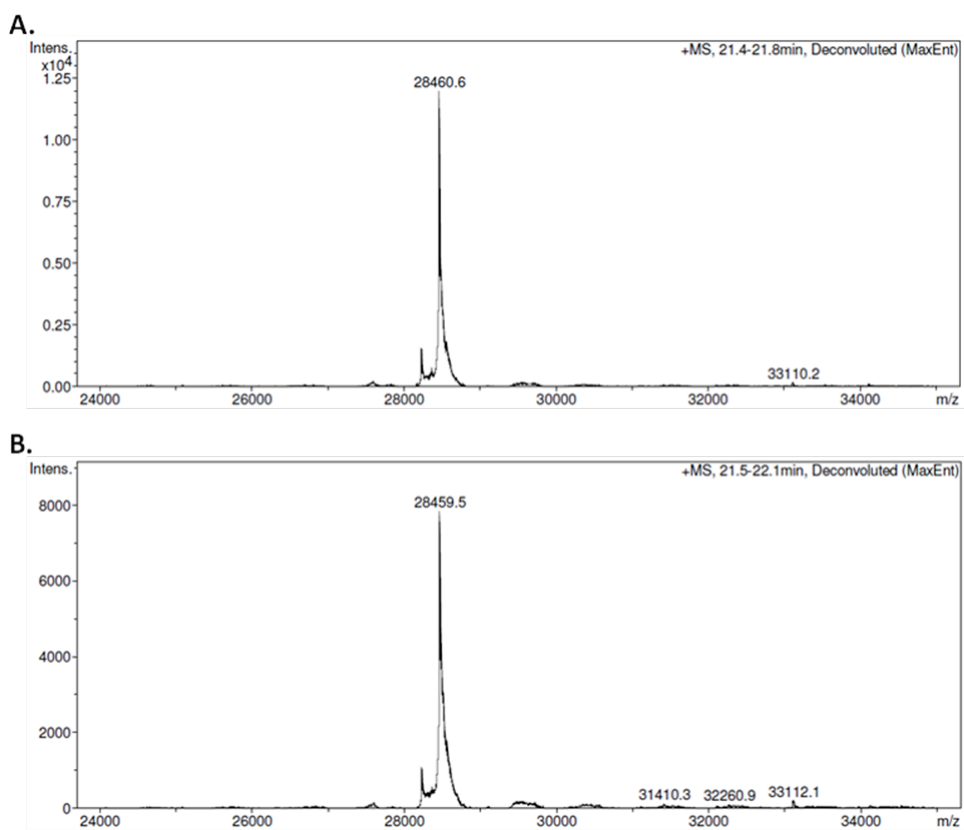 A.
Intens.
x10⁴
+MS, 21.4-21.8min, Deconvoluted (MaxEnt)
1.25
28460.6
1.00
0.75
0.50
0.25
33110.2
0.00
24000 26000 28000 30000 32000 34000 m/z
B.
Intens.
+MS, 21.5-22.1min, Deconvoluted (MaxEnt)
28459.5
8000
6000
4000
2000
31410.3 32260.9 33112.1
0
24000 26000 28000 30000 32000 34000 m/z